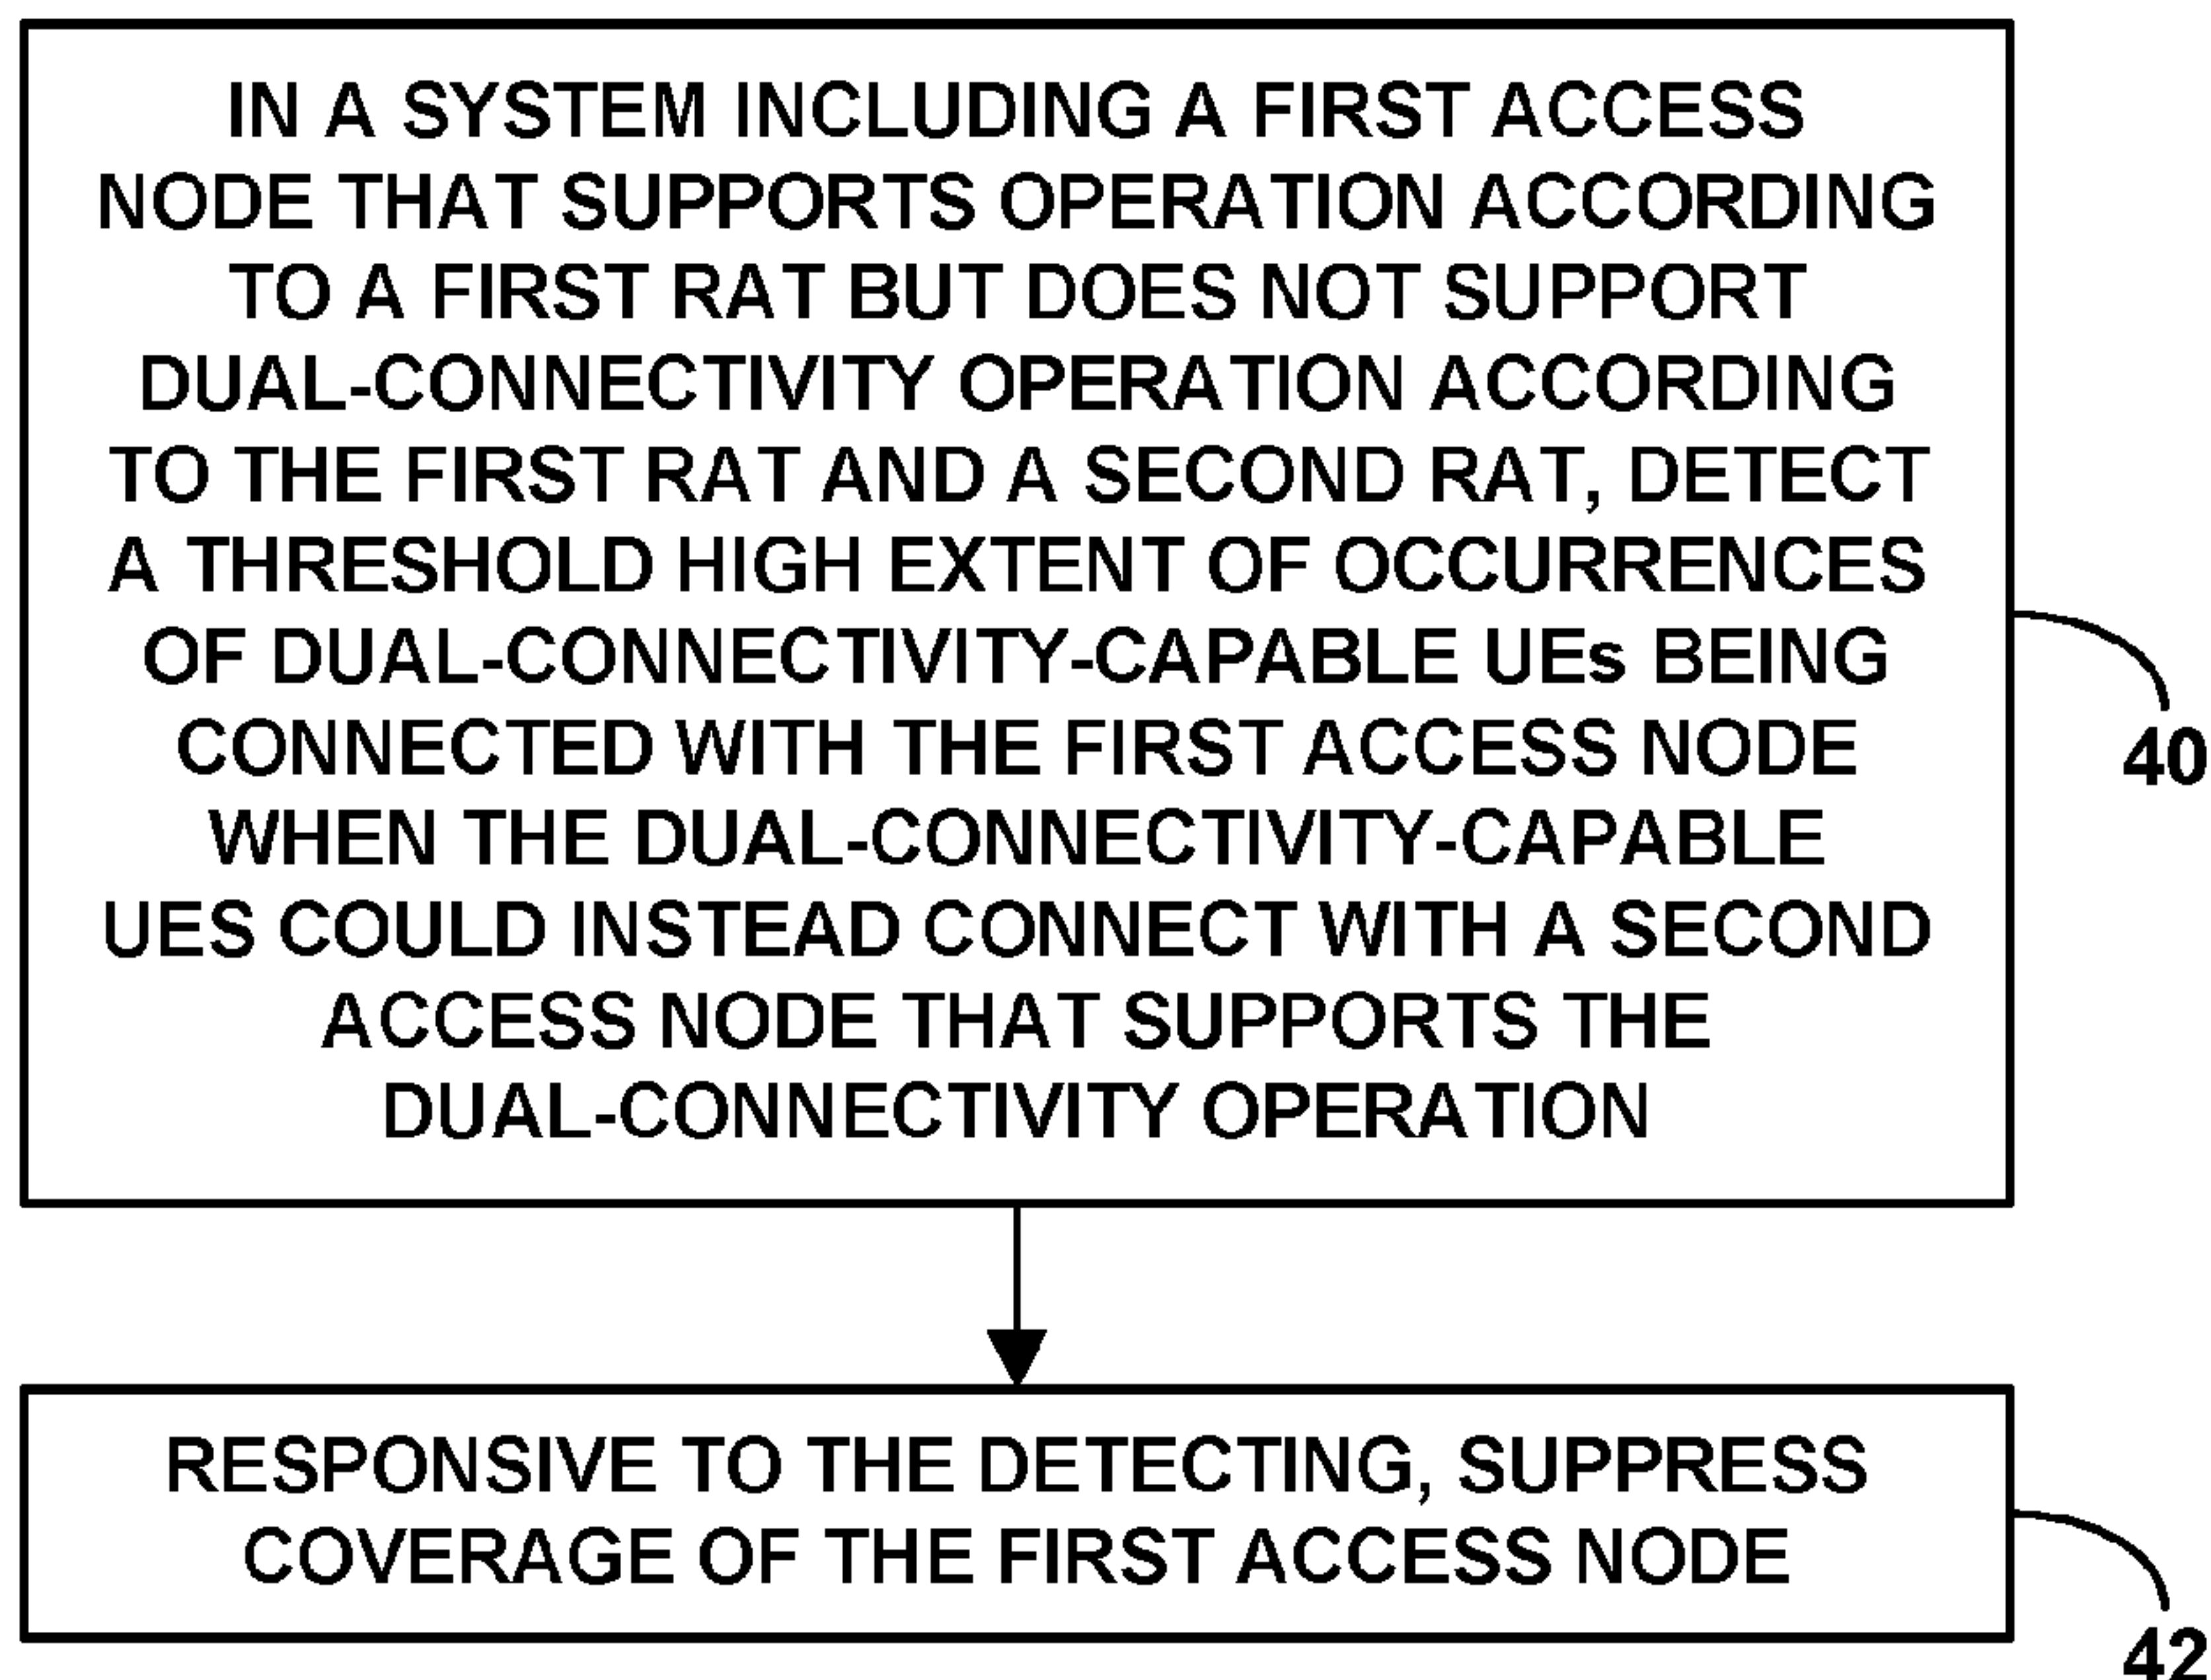 IN A SYSTEM INCLUDING A FIRST ACCESS
NODE THAT SUPPORTS OPERATION ACCORDING
TO A FIRST RAT BUT DOES NOT SUPPORT
DUAL-CONNECTIVITY OPERATION ACCORDING
TO THE FIRST RAT AND A SECOND RAT, DETECT
A THRESHOLD HIGH EXTENT OF OCCURRENCES
OF DUAL-CONNECTIVITY-CAPABLE UEs BEING
CONNECTED WITH THE FIRST ACCESS NODE
WHEN THE DUAL-CONNECTIVITY-CAPABLE
UES COULD INSTEAD CONNECT WITH A SECOND
ACCESS NODE THAT SUPPORTS THE
DUAL-CONNECTIVITY OPERATION
40
RESPONSIVE TO THE DETECTING, SUPPRESS
COVERAGE OF THE FIRST ACCESS NODE
42